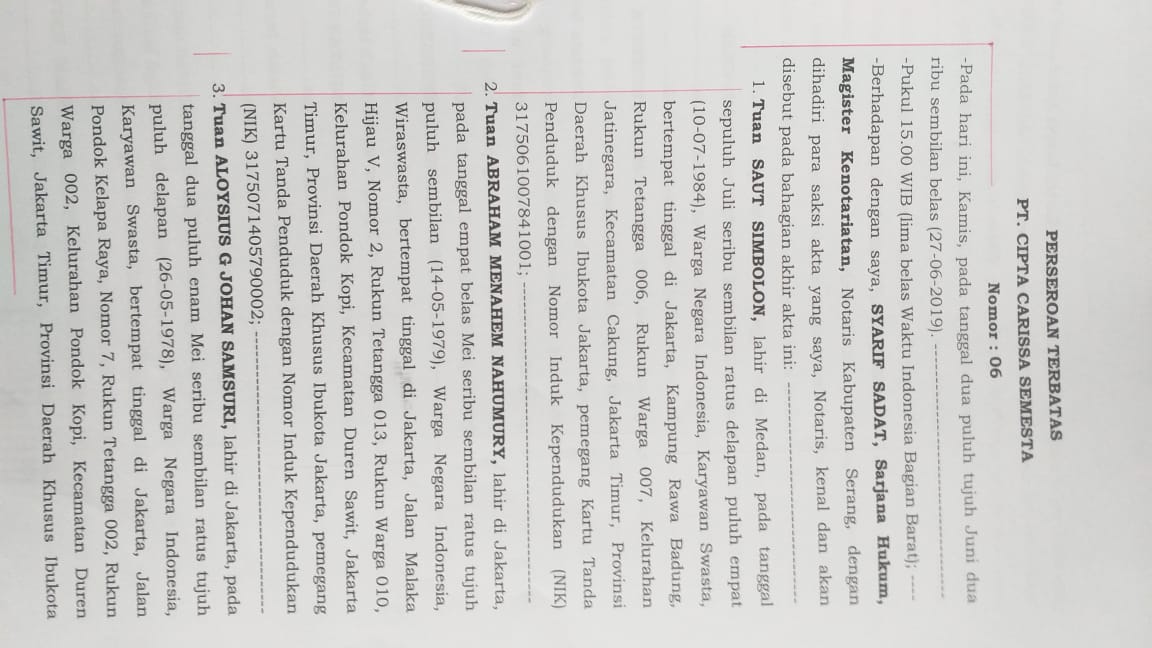 PERSEROAN TERBATAS
PT. CIPTA CARISSA SEMESTA
Nomor : 06
-Pada hari ini, Kamis, pada tanggal dua puluh tujuh Juni dua
ribu sembilan belas (27-06-2019). ------------------------------
-Pukul 15.00 WIB (lima belas Waktu Indonesia Bagian Barat); ----
-Berhadapan dengan saya, SYARIF SADAT, Sarjana Hukum,
Magister Kenotariatan, Notaris Kabupaten Serang, dengan
dihadiri para saksi akta yang saya, Notaris, kenal dan akan
disebut pada bahagian akhir akta ini: ---------------------------
1. Tuan SAUT SIMBOLON, lahir di Medan, pada tanggal
sepuluh Juli seribu sembilan ratus delapan puluh empat
(10-07-1984), Warga Negara Indonesia, Karyawan Swasta,
bertempat tinggal di Jakarta, Kampung Rawa Badung,
Rukun Tetangga 006, Rukun Warga 007, Kelurahan
Jatinegara, Kecamatan Cakung, Jakarta Timur, Provinsi
Daerah Khusus Ibukota Jakarta, pemegang Kartu Tanda
Penduduk dengan Nomor Induk Kependudukan (NIK)
3175061007841001; ---------------------------------------
2. Tuan ABRAHAM MENAHEM NAHUMURY, lahir di Jakarta,
pada tanggal empat belas Mei seribu sembilan ratus tujuh
puluh sembilan (14-05-1979), Warga Negara Indonesia,
Wiraswasta, bertempat tinggal di Jakarta, Jalan Malaka
Hijau V, Nomor 2, Rukun Tetangga 013, Rukun Warga 010,
Kelurahan Pondok Kopi, Kecamatan Duren Sawit, Jakarta
Timur, Provinsi Daerah Khusus Ibukota Jakarta, pemegang
Kartu Tanda Penduduk dengan Nomor Induk Kependudukan
(NIK) 3175071405790002; ----------------------------------
3. Tuan ALOYSIUS G JOHAN SAMSURI, lahir di Jakarta, pada
tanggal dua puluh enam Mei seribu sembilan ratus tujuh
puluh delapan (26-05-1978), Warga Negara Indonesia,
Karyawan Swasta, bertempat tinggal di Jakarta, Jalan
Pondok Kelapa Raya, Nomor 7, Rukun Tetangga 002, Rukun
Warga 002, Kelurahan Pondok Kopi, Kecamatan Duren
Sawit, Jakarta Timur, Provinsi Daerah Khusus Ibukota